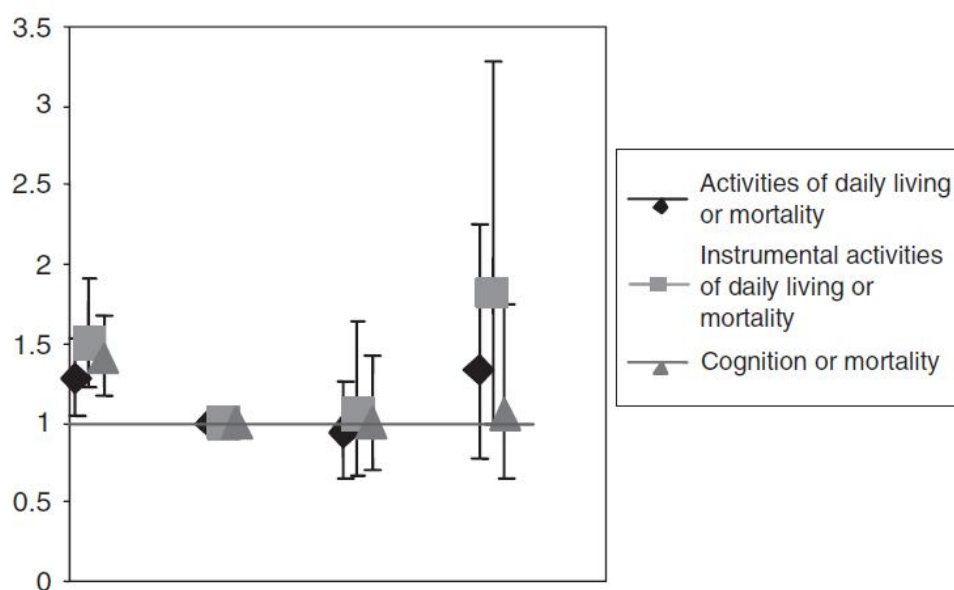 3.5
3
2.5
2
1.5
1
0.5
0
Activities of daily living
or mortality
Instrumental activities
of daily living or
mortality
Cognition or mortality